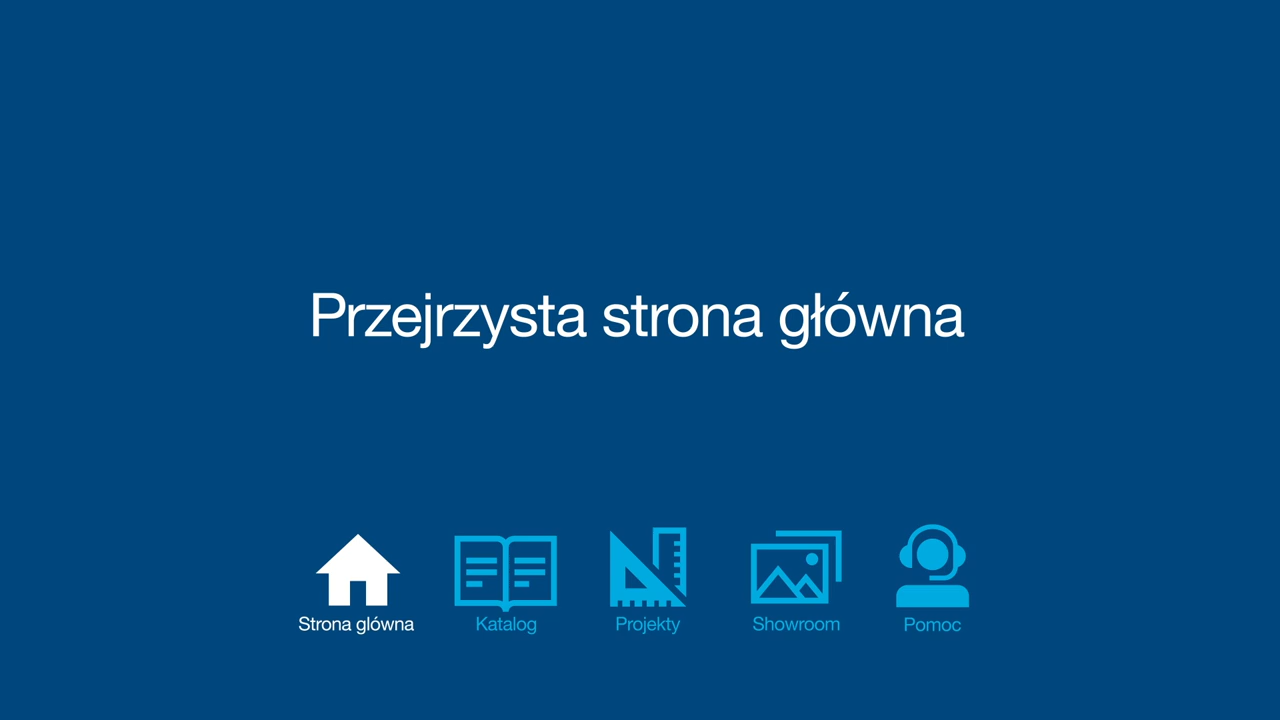 Przejrzysta strona główna
Strona główna
Katalog
Projekty
Showroom
Pomoc